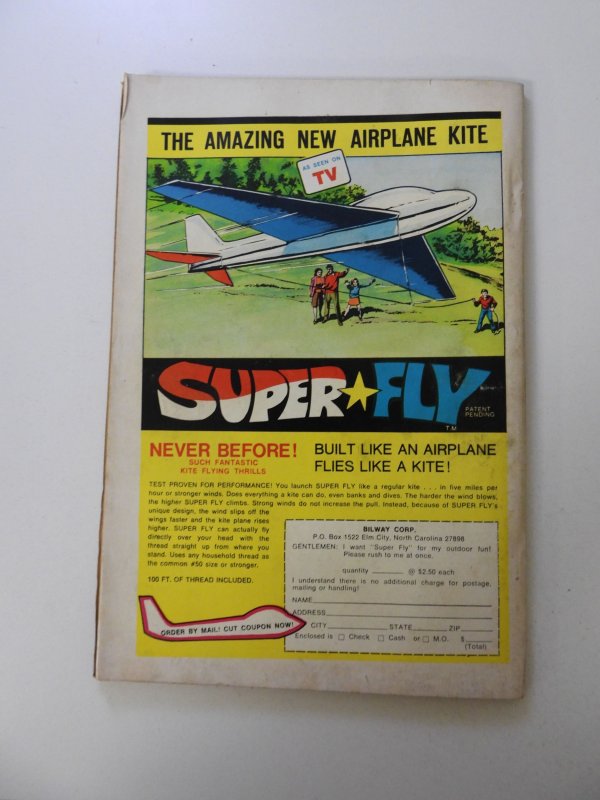 THE AMAZING NEW AIRPLANE KITE
AS SEEN ON
TV
SUPER FLY
PATENT
PENDING
TM
NEVER BEFORE!
SUCH FANTASTIC
KITE FLYING THRILLS
BUILT LIKE AN AIRPLANE
FLIES LIKE A KITE!
TEST PROVEN FOR PERFORMANCE! You launch SUPER FLY like a regular kite . . . in five miles par
hour or stronger winds. Does everything a kite can do, even banks and dives. The harder the wind blows,
the higher SUPER FLY climbs. Strong winds do not increase the pull. Instead, because of SUPER FLY's
unique design, the wind slips off the
wings faster and the kite plane rises
higher. SUPER FLY can actually fly
directly over your head with the
thread straight up from where you
stand. Uses any household thread as
the common #50 size or stronger.
100 FT. OF THREAD INCLUDED.
ORDER BY MAIL! CUT COUPON NOW!
BILWAY CORP.
P.O. Box 1522 Elm City, North Carolina 27898
GENTLEMEN: I want "Super Fly" for my outdoor fun!
Please rush to me at once.
quantity ______ @ $2.50 each
I understand there is no additional charge for postage,
mailing or handling!
NAME
ADDRESS
CITY STATE ZIP
Enclosed is □ Check □ Cash or □ M.O. $
(Total)